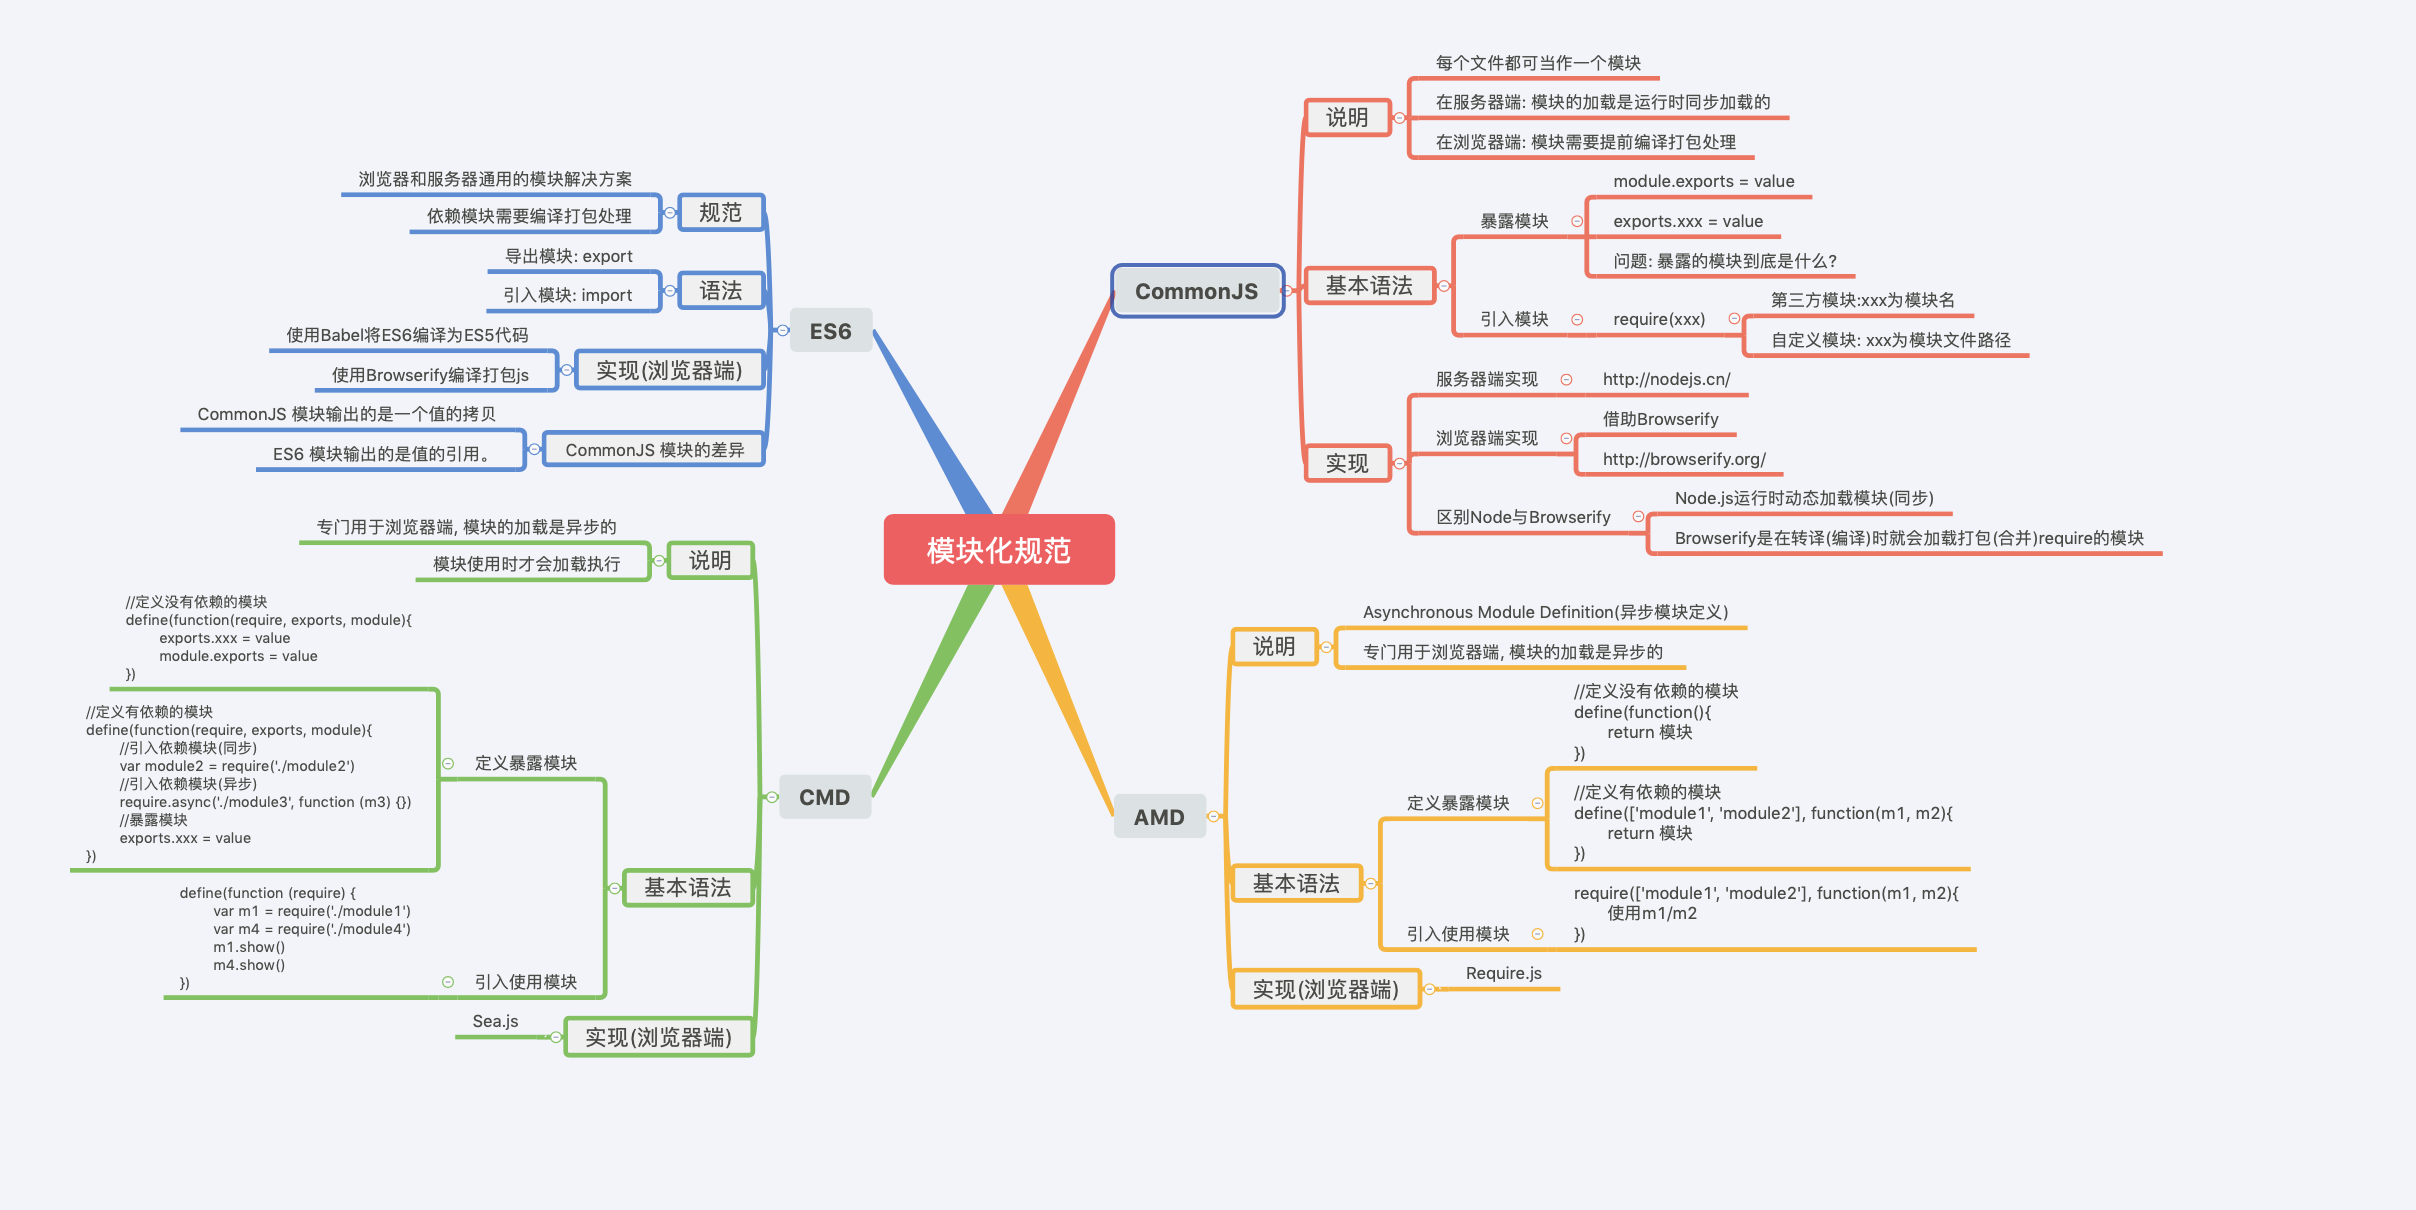 模块化规范
CommonJS
说明
每个文件都可当作一个模块
在服务器端: 模块的加载是运行时同步加载的
在浏览器端: 模块需要提前编译打包处理
基本语法
暴露模块
module.exports = value
exports.xxx = value
问题: 暴露的模块到底是什么?
引入模块
require(xxx)
第三方模块:xxx为模块名
自定义模块: xxx为模块文件路径
实现
服务器端实现
http://nodejs.cn/
浏览器端实现
借助Browserify
http://browserify.org/
区别Node与Browserify
Node.js运行时动态加载模块(同步)
Browserify是在转译(编译)时就会加载打包(合并)require的模块
AMD
说明
Asynchronous Module Definition(异步模块定义)
专门用于浏览器端, 模块的加载是异步的
基本语法
定义暴露模块
//定义没有依赖的模块
define(function(){
return 模块
})
//定义有依赖的模块
define(['module1', 'module2'], function(m1, m2){
return 模块
})
引入使用模块
require(['module1', 'module2'], function(m1, m2){
使用m1/m2
})
实现(浏览器端)
Require.js
ES6
规范
浏览器和服务器通用的模块解决方案
依赖模块需要编译打包处理
语法
导出模块: export
引入模块: import
实现(浏览器端)
使用Babel将ES6编译为ES5代码
使用Browserify编译打包js
CommonJS 模块的差异
CommonJS 模块输出的是一个值的拷贝
ES6 模块输出的是值的引用。
CMD
说明
专门用于浏览器端, 模块的加载是异步的
模块使用时才会加载执行
基本语法
定义暴露模块
//定义没有依赖的模块
define(function(require, exports, module){
exports.xxx = value
module.exports = value
})
//定义有依赖的模块
define(function(require, exports, module){
//引入依赖模块(同步)
var module2 = require('./module2')
//引入依赖模块(异步)
require.async('./module3', function (m3) {})
//暴露模块
exports.xxx = value
})
引入使用模块
define(function (require) {
var m1 = require('./module1')
var m4 = require('./module4')
m1.show()
m4.show()
})
实现(浏览器端)
Sea.js